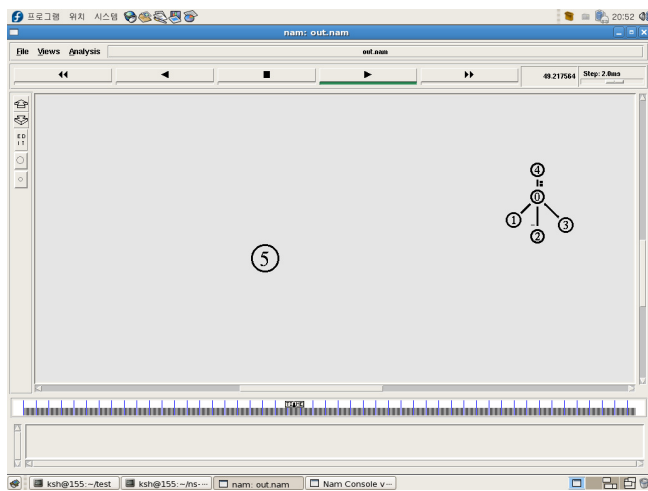 프로그램 위치 시스템 20:52
nam: out.nam
File Views Analysis out.nam
49.217564 Step: 2.0ms
E D
I T
4
0
1 3
2
5
TIME
ksh@155:~/test ksh@155:~/ns-··· nam: out.nam Nam Console v···